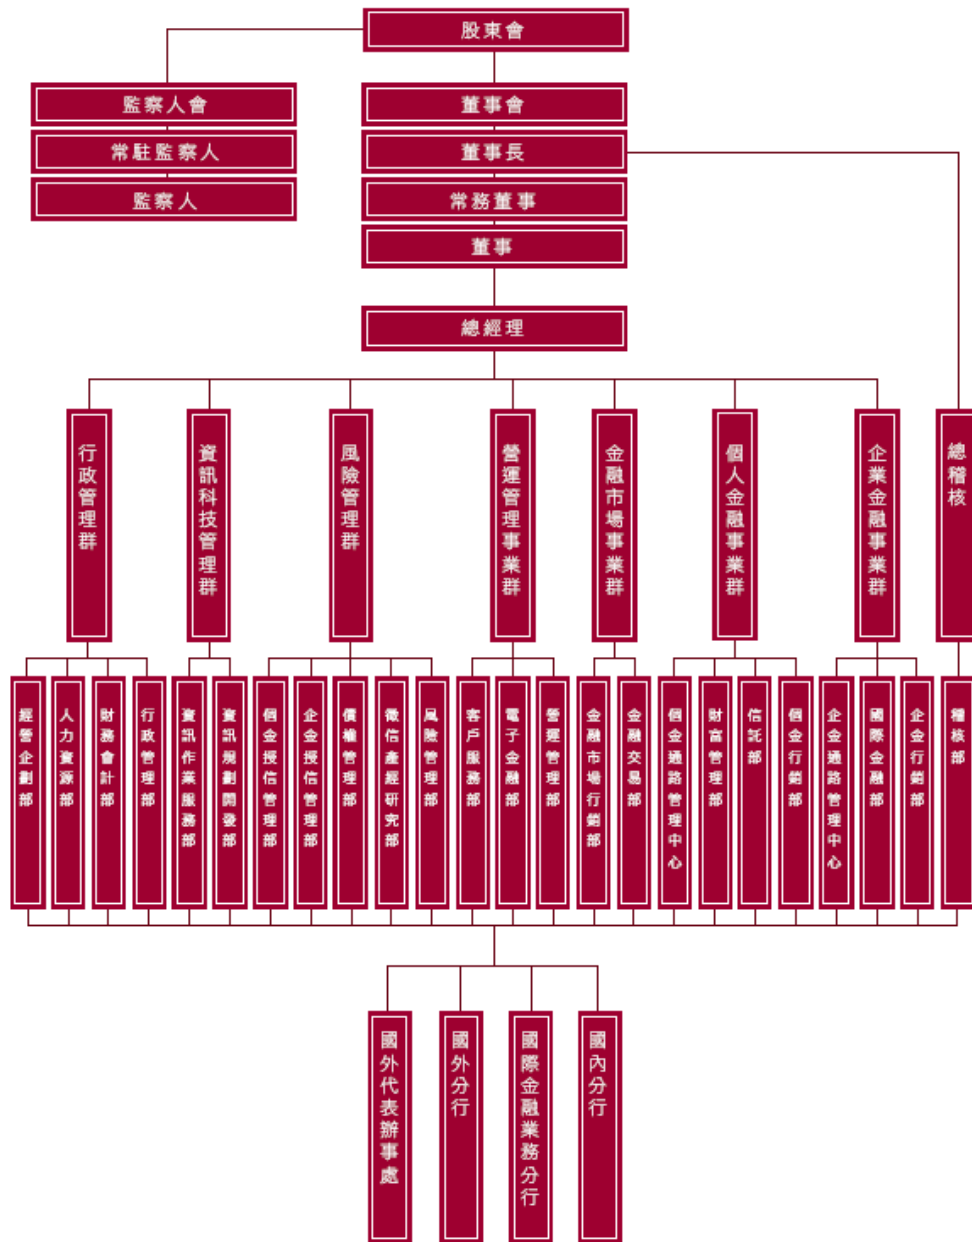 股東會
監察人會
董事會
常駐監察人
董事長
監察人
常務董事
董事
總經理
行政管理群
資訊科技管理群
風險管理群
營運管理事業群
金融市場事業群
個人金融事業群
企業金融事業群
總稽核
經營企劃部
人力資源部
財務會計部
行政管理部
資訊作業服務部
資訊規劃開發部
個金授信管理部
企金授信管理部
債權管理部
徵信產經研究部
風險管理部
客戶服務部
電子金融部
營運管理部
金融市場行銷部
金融交易部
個金通路管理中心
財富管理部
信託部
個金行銷部
企金通路管理中心
國際金融部
企金行銷部
稽核部
國外代表辦事處
國外分行
國際金融業務分行
國內分行